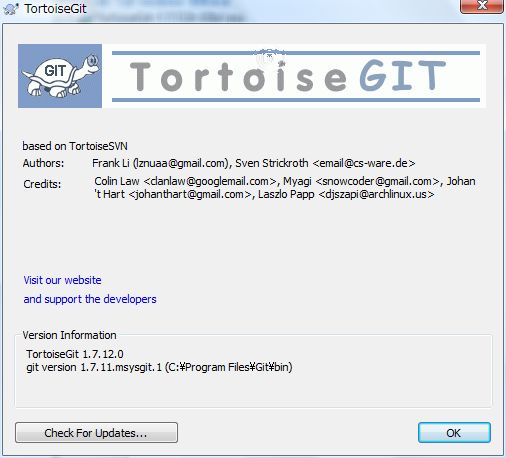 TortoiseGit
GIT
TortoiseGIT
based on TortoiseSVN
Authors: Frank Li (lznuaa@gmail.com), Sven Strickroth <email@cs-ware.de>
Credits: Colin Law <clanlaw@googlemail.com>, Myagi <snowcoder@gmail.com>, Johan
't Hart <johanthart@gmail.com>, Laszlo Papp <djszapi@archlinux.us>
Visit our website
and support the developers
Version Information
TortoiseGit 1.7.12.0
git version 1.7.11.msysgit.1 (C:¥Program Files¥Git¥bin)
Check For Updates...
OK